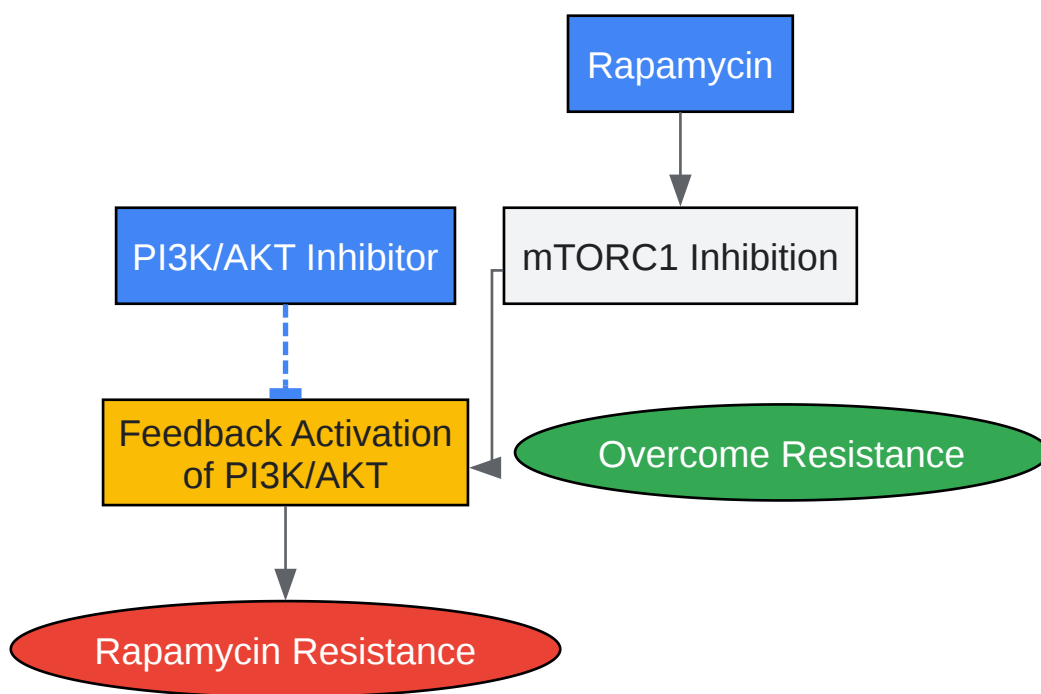 Rapamycin
PI3K/AKT Inhibitor
mTORC1 Inhibition
Feedback Activation
of PI3K/AKT
Overcome Resistance
Rapamycin Resistance